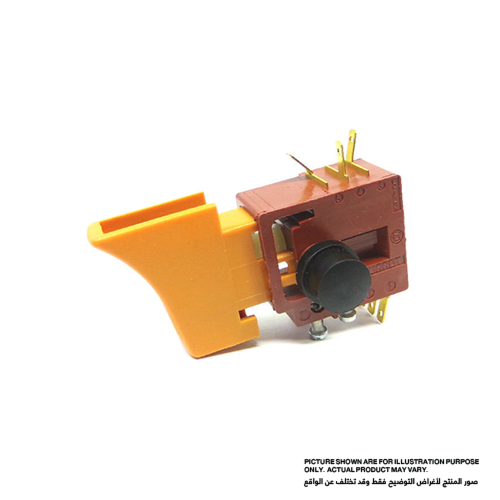 PICTURE SHOWN ARE FOR ILLUSTRATION PURPOSE
ONLY. ACTUAL PRODUCT MAY VARY.
صور المنتج لأغراض التوضيح فقط وقد تختلف عن الواقع